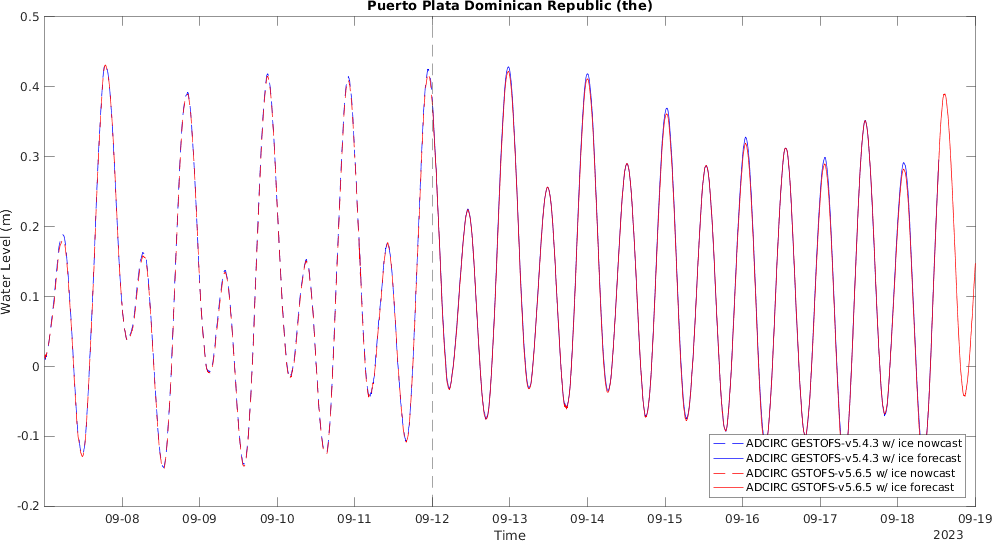 Puerto Plata Dominican Republic (the)
0.5
0.4
0.3
0.2
0.1
0
-0.1
-0.2
Water Level (m)
ADCIRC GESTOFS-v5.4.3 w/ ice nowcast
ADCIRC GESTOFS-v5.4.3 w/ ice forecast
ADCIRC GSTOFS-v5.6.5 w/ ice nowcast
ADCIRC GSTOFS-v5.6.5 w/ ice forecast
09-08 09-09 09-10 09-11 09-12 09-13 09-14 09-15 09-16 09-17 09-18 09-19
Time
2023